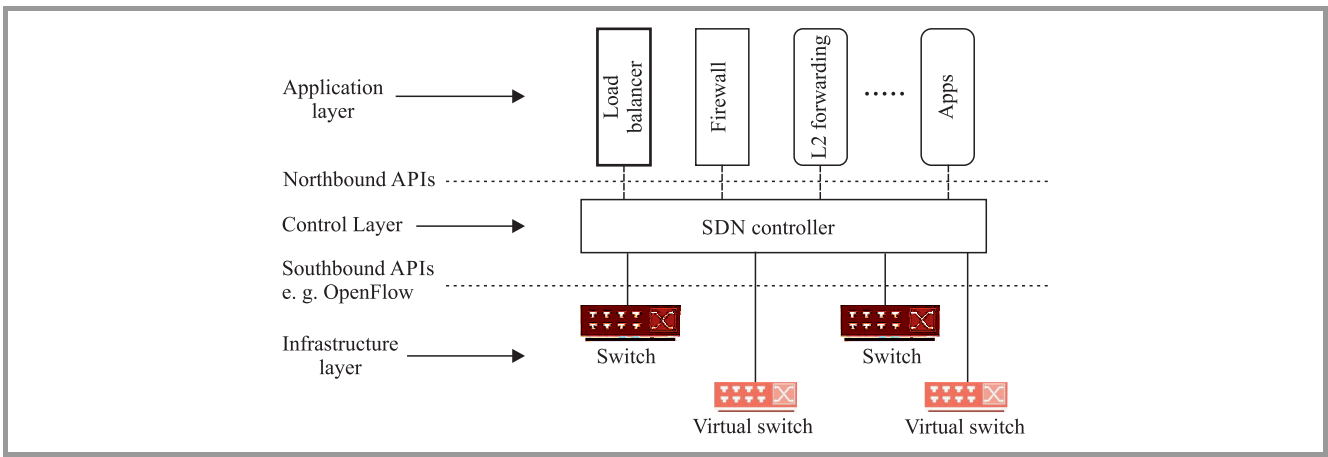 Application
layer
Load
balancer
Firewall
L2 forwarding
.....
Apps
Northbound APIs
Control Layer
SDN controller
Southbound APIs
e. g. OpenFlow
Switch
Switch
Infrastructure
layer
Virtual switch
Virtual switch